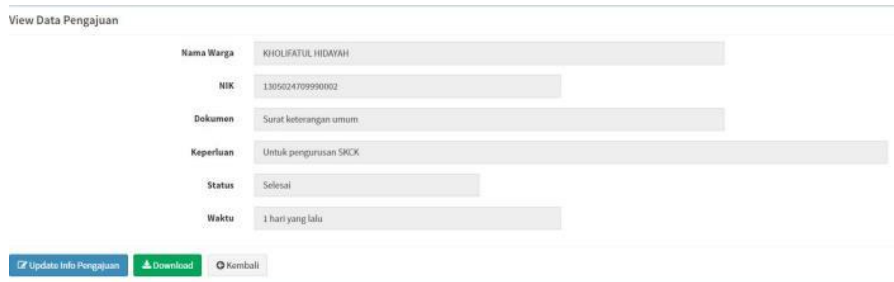 View Data Pengajuan
Nama Warga KHOLIFATUL HIDAYAH
NIK 1305024709990002
Dokumen Surat keterangan umum
Keperluan Untuk pengurusan SKCK
Status Selesai
Waktu 1 hari yang lalu
Update Info Pengajuan Download Kembali